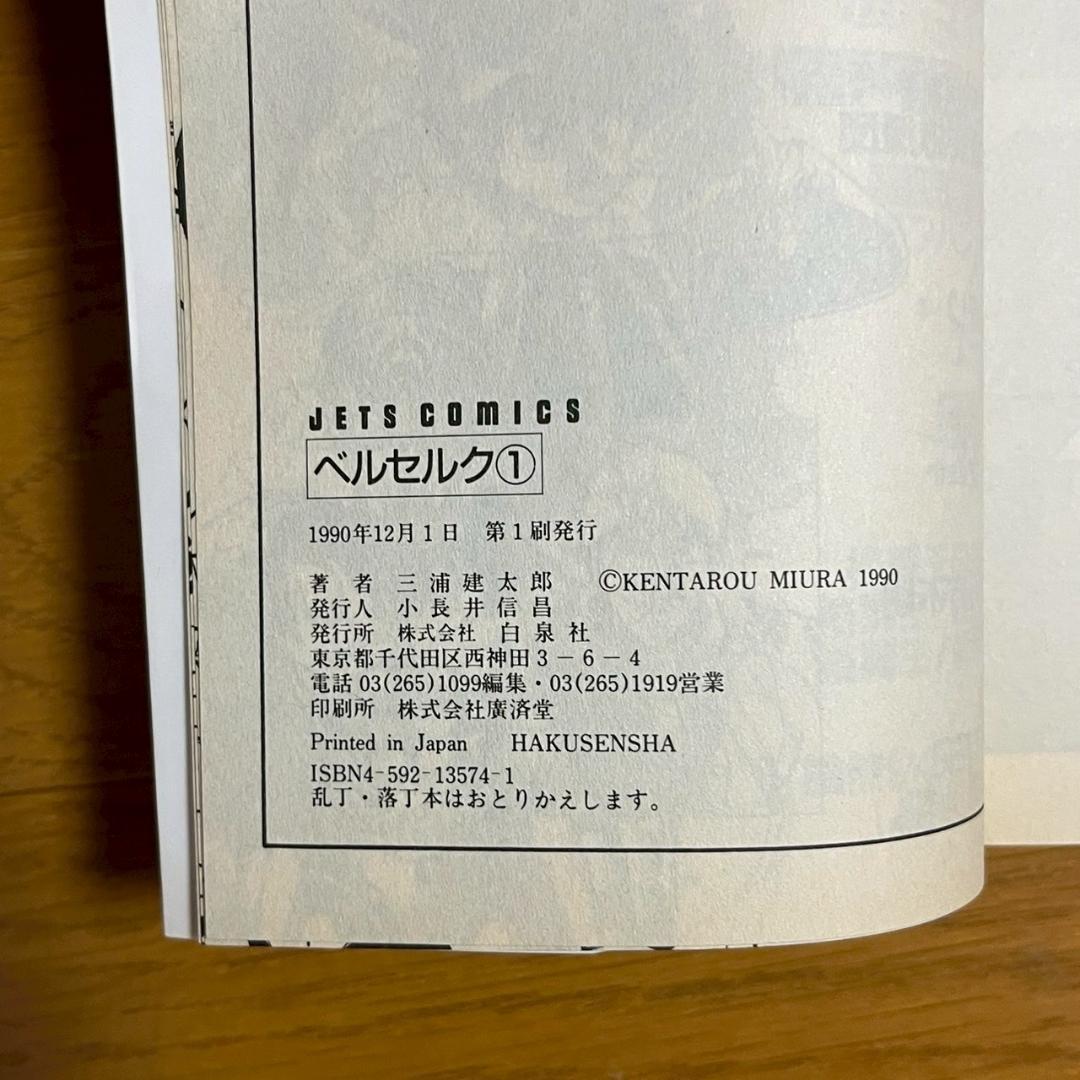 JETS COMICS
ベルセルク①
1990年12月1日 第1刷発行
著者 三浦建太郎 ©KENTAROU MIURA 1990
発行人 小長井信昌
発行所 株式会社 白泉社
東京都千代田区西神田3－6－4
電話 03(265)1099編集・03(265)1919営業
印刷所 株式会社廣済堂
Printed in Japan HAKUSENSHA
ISBN4-592-13574-1
乱丁・落丁本はおとりかえします。